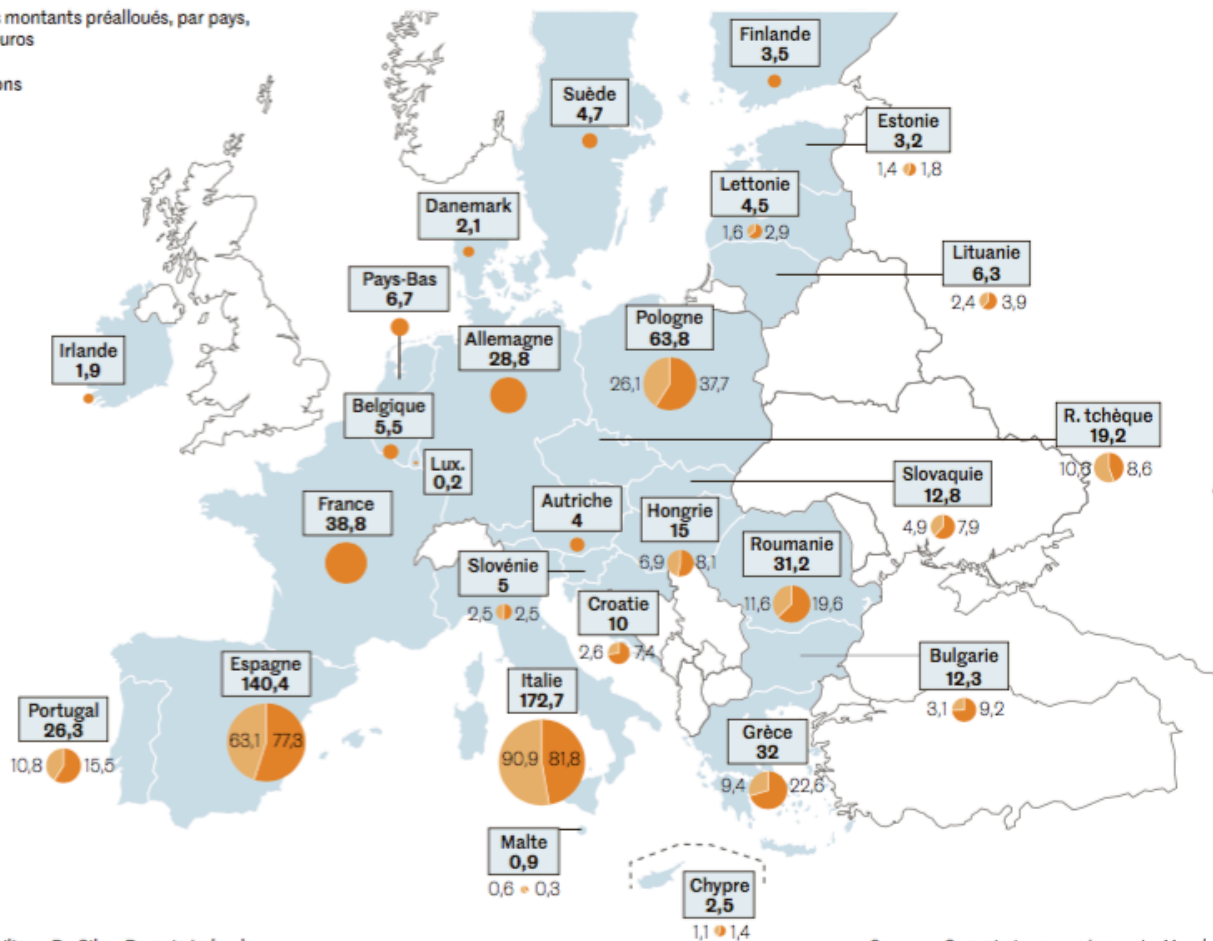 montants préalloués, par pays,
Finlande
3,5
Suède
4,7
Estonie
3,2
1,4 1,8
Lettonie
4,5
1,6 2,9
Danemark
2,1
Lituanie
6,3
2,4 3,9
Pays-Bas
6,7
Pologne
63,8
26,1 37,7
Allemagne
28,8
Irlande
1,9
Belgique
5,5
R. tchèque
19,2
8,6
Lux.
0,2
Slovaquie
12,8
4,9 7,9
France
38,8
Autriche
4
Hongrie
15
6,9 8,1
Roumanie
31,2
11,6 19,6
Slovénie
5
2,5 2,5
Croatie
10
2,6 7,4
Espagne
140,4
63,1 77,3
Bulgarie
12,3
3,1 9,2
Italie
172,7
90,9 81,8
Portugal
26,3
10,8 15,5
Grèce
32
9,4 22,6
Malte
0,9
0,6 0,3
Chypre
2,5
1,1 1,4